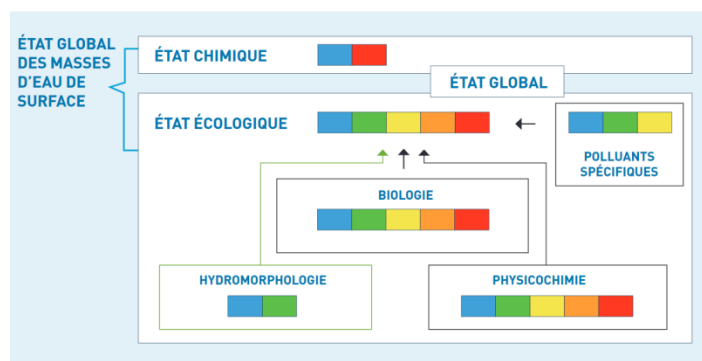 ÉTAT GLOBAL
DES MASSES
D'EAU DE
SURFACE
ÉTAT CHIMIQUE
ÉTAT GLOBAL
ÉTAT ÉCOLOGIQUE
POLLUANTS
SPÉCIFIQUES
BIOLOGIE
HYDROMORPHOLOGIE
PHYSICOCHIMIE